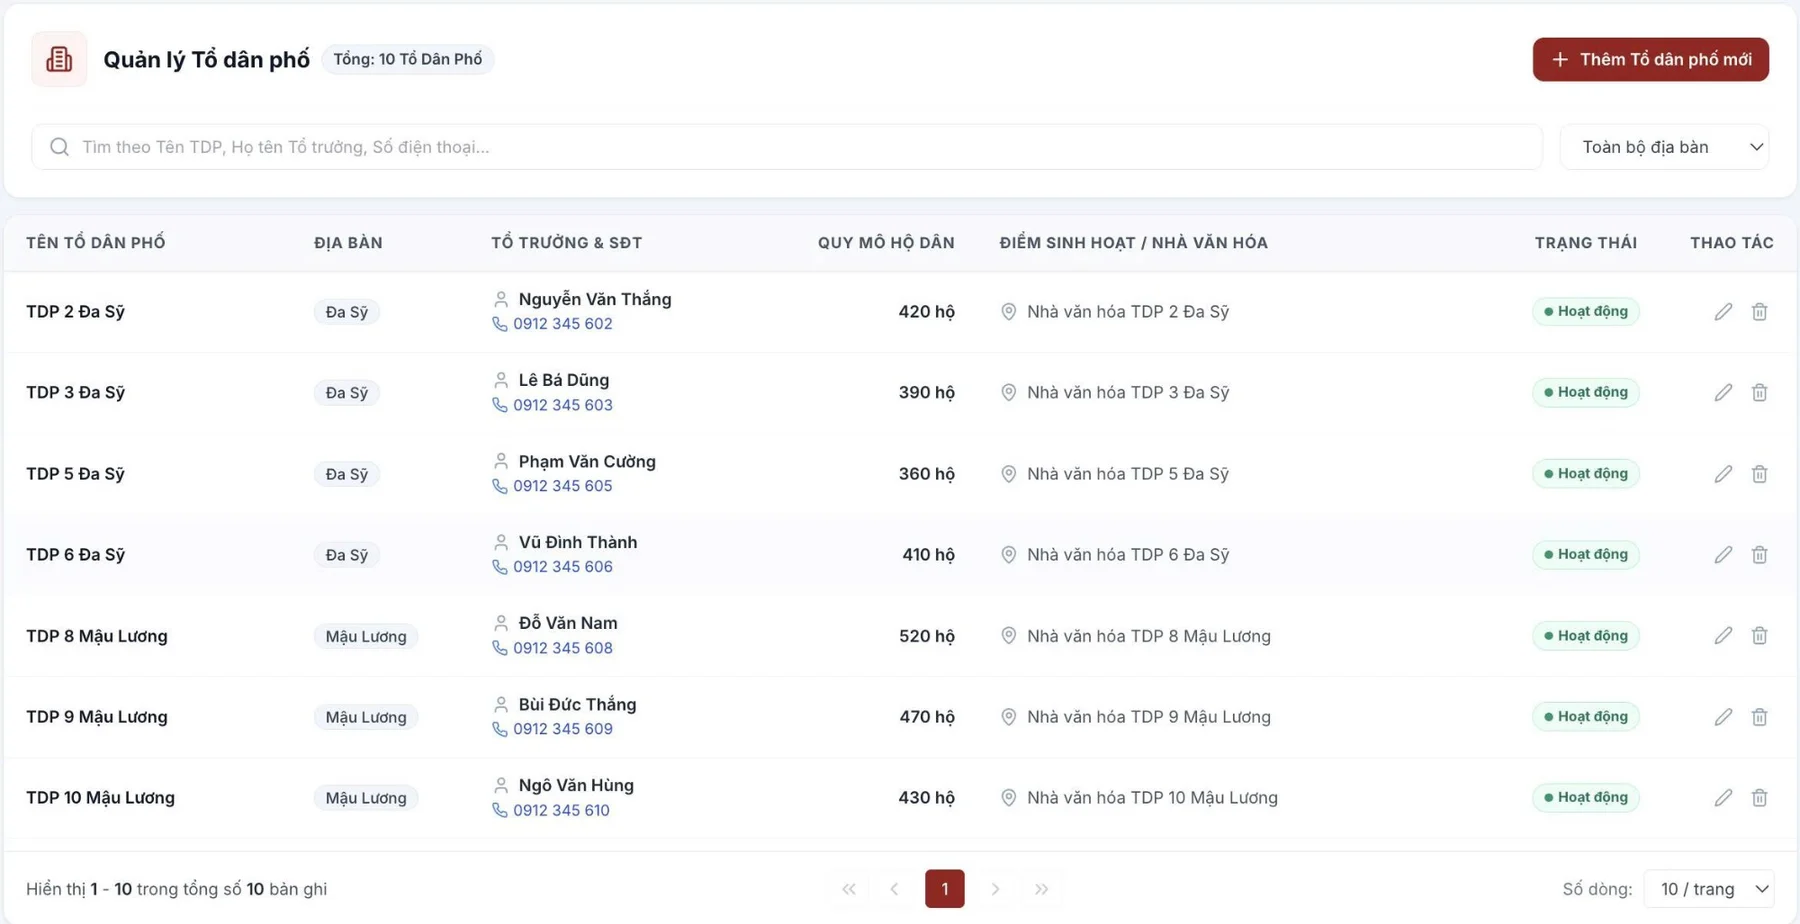 Quản lý Tổ dân phố
Tổng: 10 Tổ Dân Phố
Thêm Tổ dân phố mới
Tìm theo Tên TDP, Họ tên Tổ trưởng, Số điện thoại...
Toàn bộ địa bàn
TÊN TỔ DÂN PHỐ ĐỊA BÀN TỔ TRƯỞNG & SĐT QUY MÔ HỘ DÂN ĐIỂM SINH HOẠT / NHÀ VĂN HÓA TRẠNG THÁI THAO TÁC
Nguyễn Văn Thắng
TDP 2 Đa Sỹ Đa Sỹ 420 hộ Nhà văn hóa TDP 2 Đa Sỹ Hoạt động
0912 345 602
Lê Bá Dũng
TDP 3 Đa Sỹ Đa Sỹ 390 hộ Nhà văn hóa TDP 3 Đa Sỹ Hoạt động
0912 345 603
Phạm Văn Cường
TDP 5 Đa Sỹ Đa Sỹ 360 hộ Nhà văn hóa TDP 5 Đa Sỹ Hoạt động
0912 345 605
Vũ Đình Thành
TDP 6 Đa Sỹ Đa Sỹ 410 hộ Nhà văn hóa TDP 6 Đa Sỹ Hoạt động
0912 345 606
Đỗ Văn Nam
TDP 8 Mậu Lương Mậu Lương 520 hộ Nhà văn hóa TDP 8 Mậu Lương Hoạt động
0912 345 608
Bùi Đức Thắng
TDP 9 Mậu Lương Mậu Lương 470 hộ Nhà văn hóa TDP 9 Mậu Lương Hoạt động
0912 345 609
Ngô Văn Hùng
TDP 10 Mậu Lương Mậu Lương 430 hộ Nhà văn hóa TDP 10 Mậu Lương Hoạt động
0912 345 610
Hiển thị 1 - 10 trong tổng số 10 bản ghi
1
Số dòng: 10 / trang